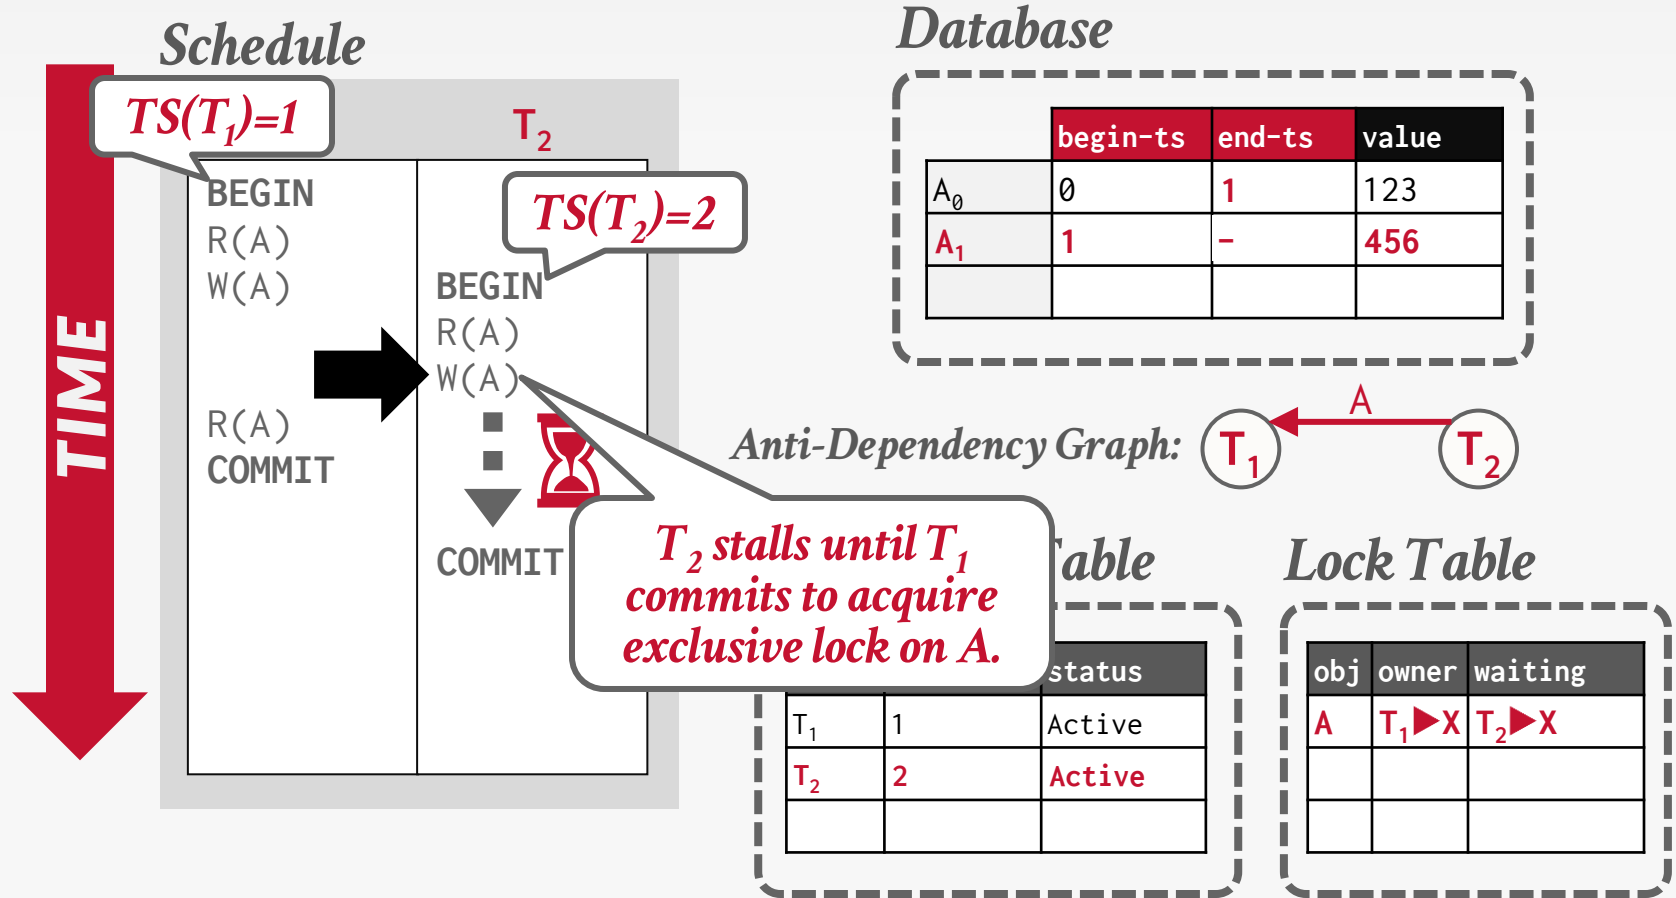 Schedule
TS(T1)=1
T2
BEGIN
R(A)
W(A)
R(A)
COMMIT
TS(T2)=2
BEGIN
R(A)
W(A)
COMMIT
TIME
T2 stalls until T1
commits to acquire
exclusive lock on A.
Database
begin-ts end-ts value
A0 0 1 123
A1 1 - 456
Anti-Dependency Graph:
T1
A
T2
status
T1 1 Active
T2 2 Active
Lock Table
obj owner waiting
A T1▶X T2▶X